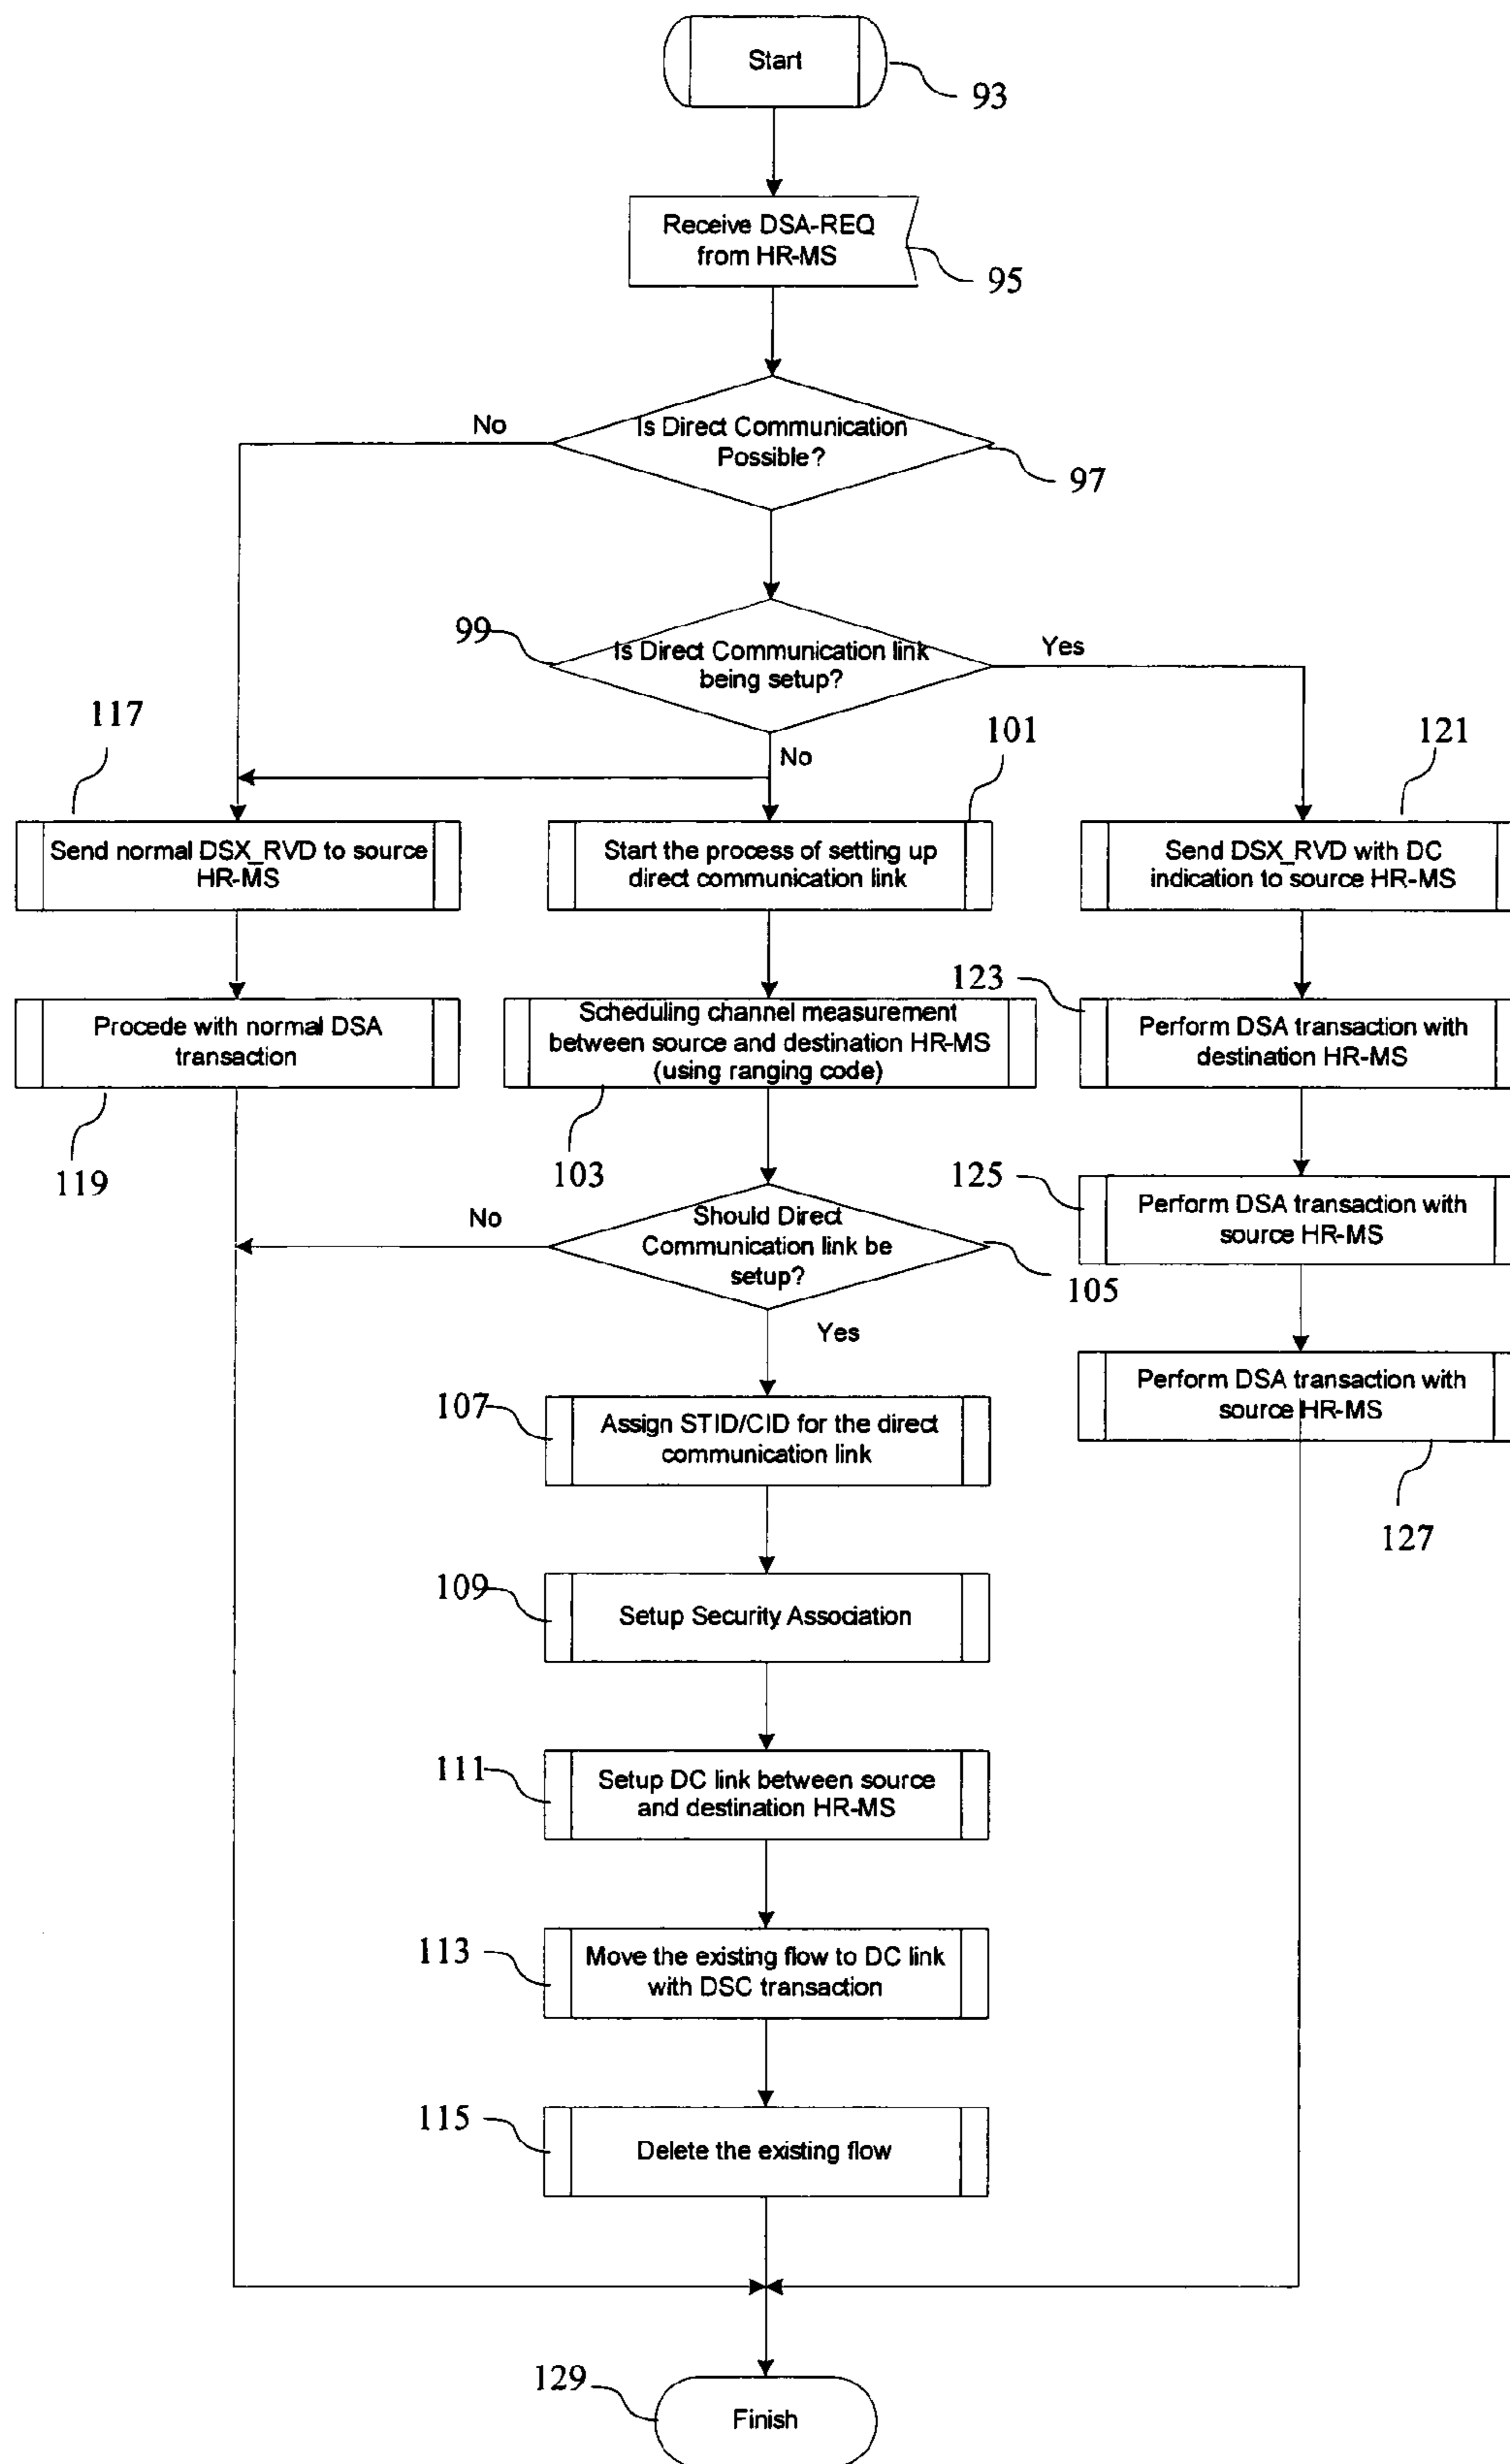 Start
93
Receive DSA-REQ
from HR-MS
95
No
Is Direct Communication
Possible?
97
99
Is Direct Communication link
being setup?
Yes
117
No
101
121
Send normal DSX_RVD to source
HR-MS
Start the process of setting up
direct communication link
Send DSX_RVD with DC
indication to source HR-MS
123
Procede with normal DSA
transaction
Scheduling channel measurement
between source and destination HR-MS
(using ranging code)
Perform DSA transaction with
destination HR-MS
119
103
125
No
Should Direct
Communication link be
setup?
Perform DSA transaction with
source HR-MS
105
Yes
Perform DSA transaction with
source HR-MS
107
Assign STID/CID for the direct
communication link
127
109
Setup Security Association
111
Setup DC link between source
and destination HR-MS
113
Move the existing flow to DC link
with DSC transaction
115
Delete the existing flow
129
Finish